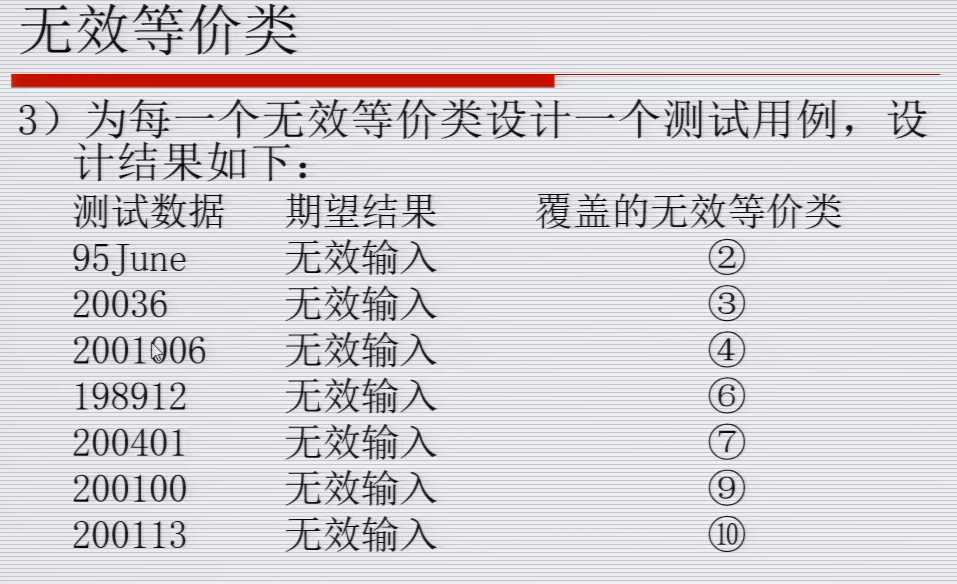 无效等价类
3）为每一个无效等价类设计一个测试用例，设
计结果如下：
测试数据 期望结果 覆盖的无效等价类
95June 无效输入 ②
20036 无效输入 ③
2001006 无效输入 ④
198912 无效输入 ⑥
200401 无效输入 ⑦
200100 无效输入 ⑨
200113 无效输入 ⑩